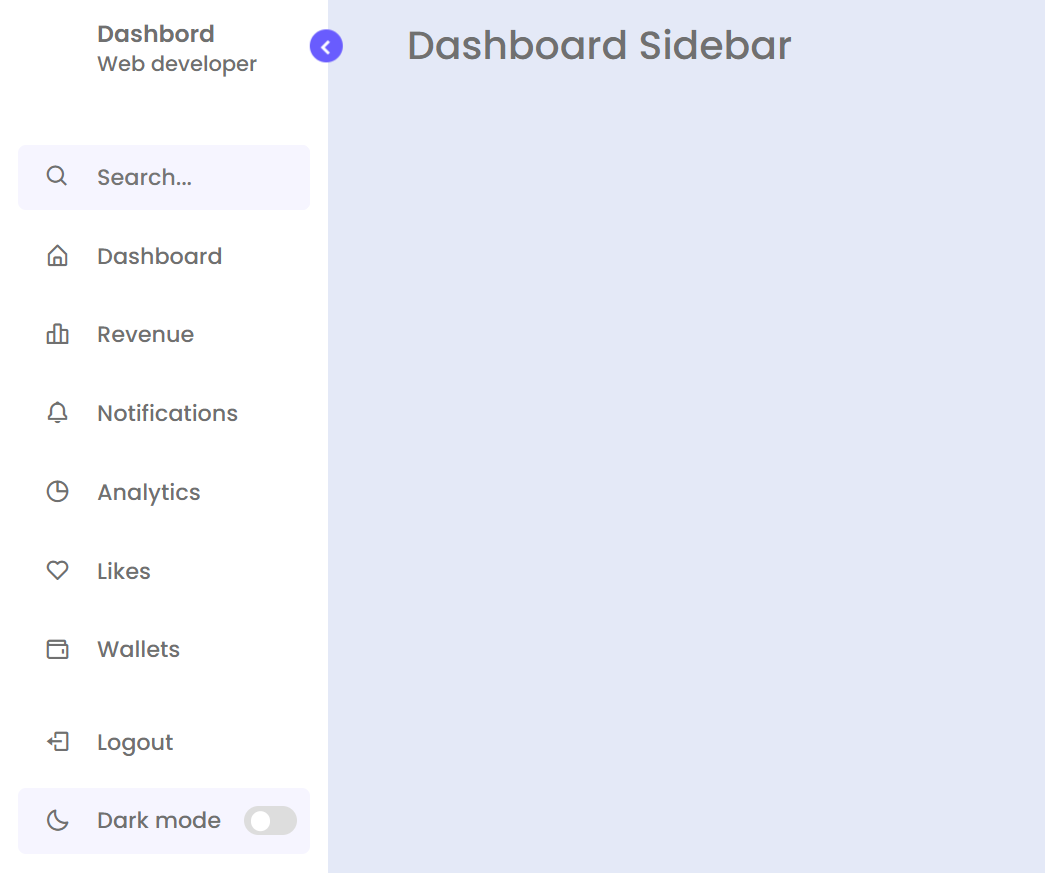 Dashbord
Web developer
Dashboard Sidebar
Search...
Dashboard
Revenue
Notifications
Analytics
Likes
Wallets
Logout
Dark mode